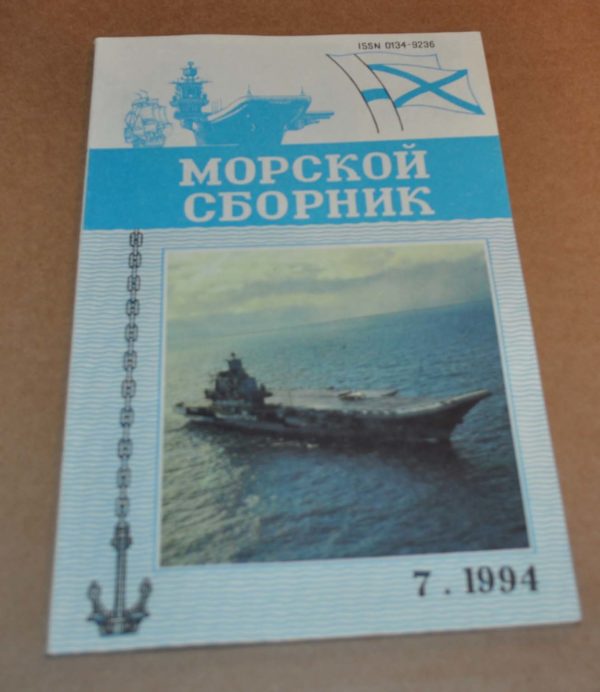 ISSN 0134-9236
МОРСКОЙ
СБОРНИК
7 . 1994